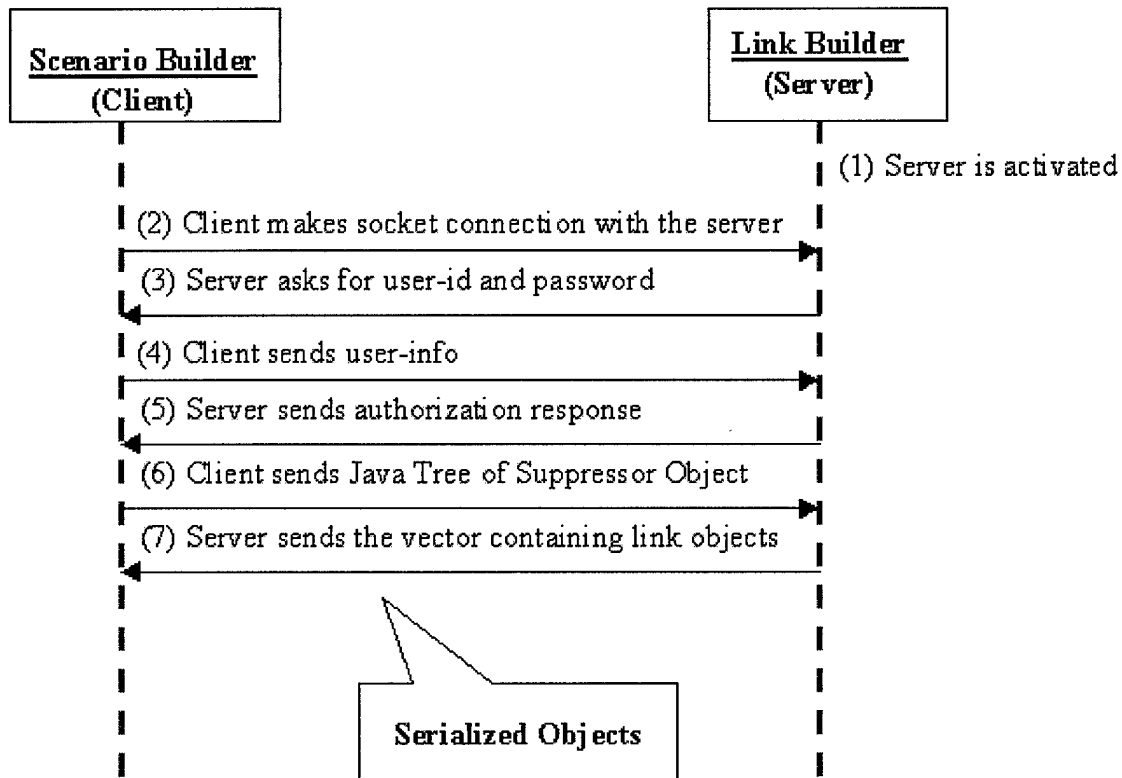 Scenario Builder
(Client)
Link Builder
(Server)
(1) Server is activated
(2) Client makes socket connection with the server
(3) Server asks for user-id and password
(4) Client sends user-info
(5) Server sends authorization response
(6) Client sends Java Tree of Suppressor Object
(7) Server sends the vector containing link objects
Serialized Objects